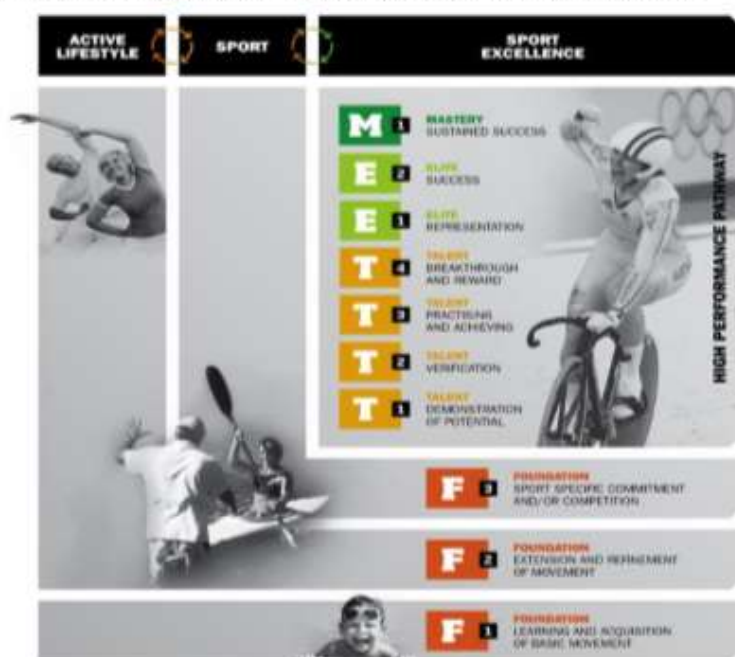 ACTIVE
LIFESTYLE
SPORT
SPORT
EXCELLENCE
M 1 MASTERY
SUSTAINED SUCCESS
E 2 ELITE
SUCCESS
E 1 ELITE
REPRESENTATION
T 4 TALENT
BREAKTHROUGH
AND REWARD
T 3 TALENT
PRACTISING
AND ACHIEVING
T 2 TALENT
VERIFICATION
T 1 TALENT
DEMONSTRATION
OF POTENTIAL
HIGH PERFORMANCE PATHWAY
F 3 FOUNDATION
SPORT SPECIFIC COMMITMENT
AND/OR COMPETITION
F 2 FOUNDATION
EXTENSION AND REFINEMENT
OF MOVEMENT
F 1 FOUNDATION
LEARNING AND ACQUISITION
OF BASIC MOVEMENT